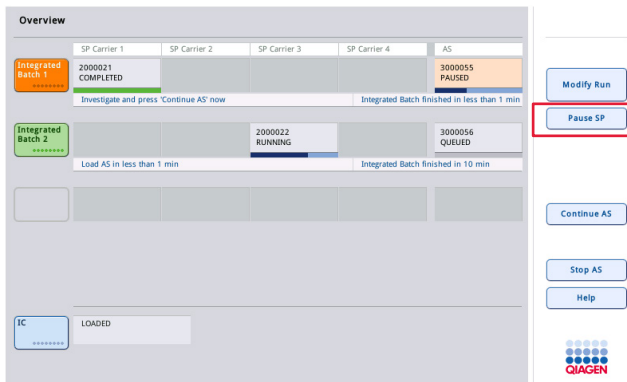 Overview
SP Carrier 1 SP Carrier 2 SP Carrier 3 SP Carrier 4 AS
Integrated Batch 1
2000021
COMPLETED
3000055
PAUSED
Investigate and press 'Continue AS' now
Integrated Batch finished in less than 1 min
Integrated Batch 2
2000022
RUNNING
3000056
QUEUED
Load AS in less than 1 min
Integrated Batch finished in 10 min
IC
LOADED
Modify Run
Pause SP
Continue AS
Stop AS
Help
QIAGEN